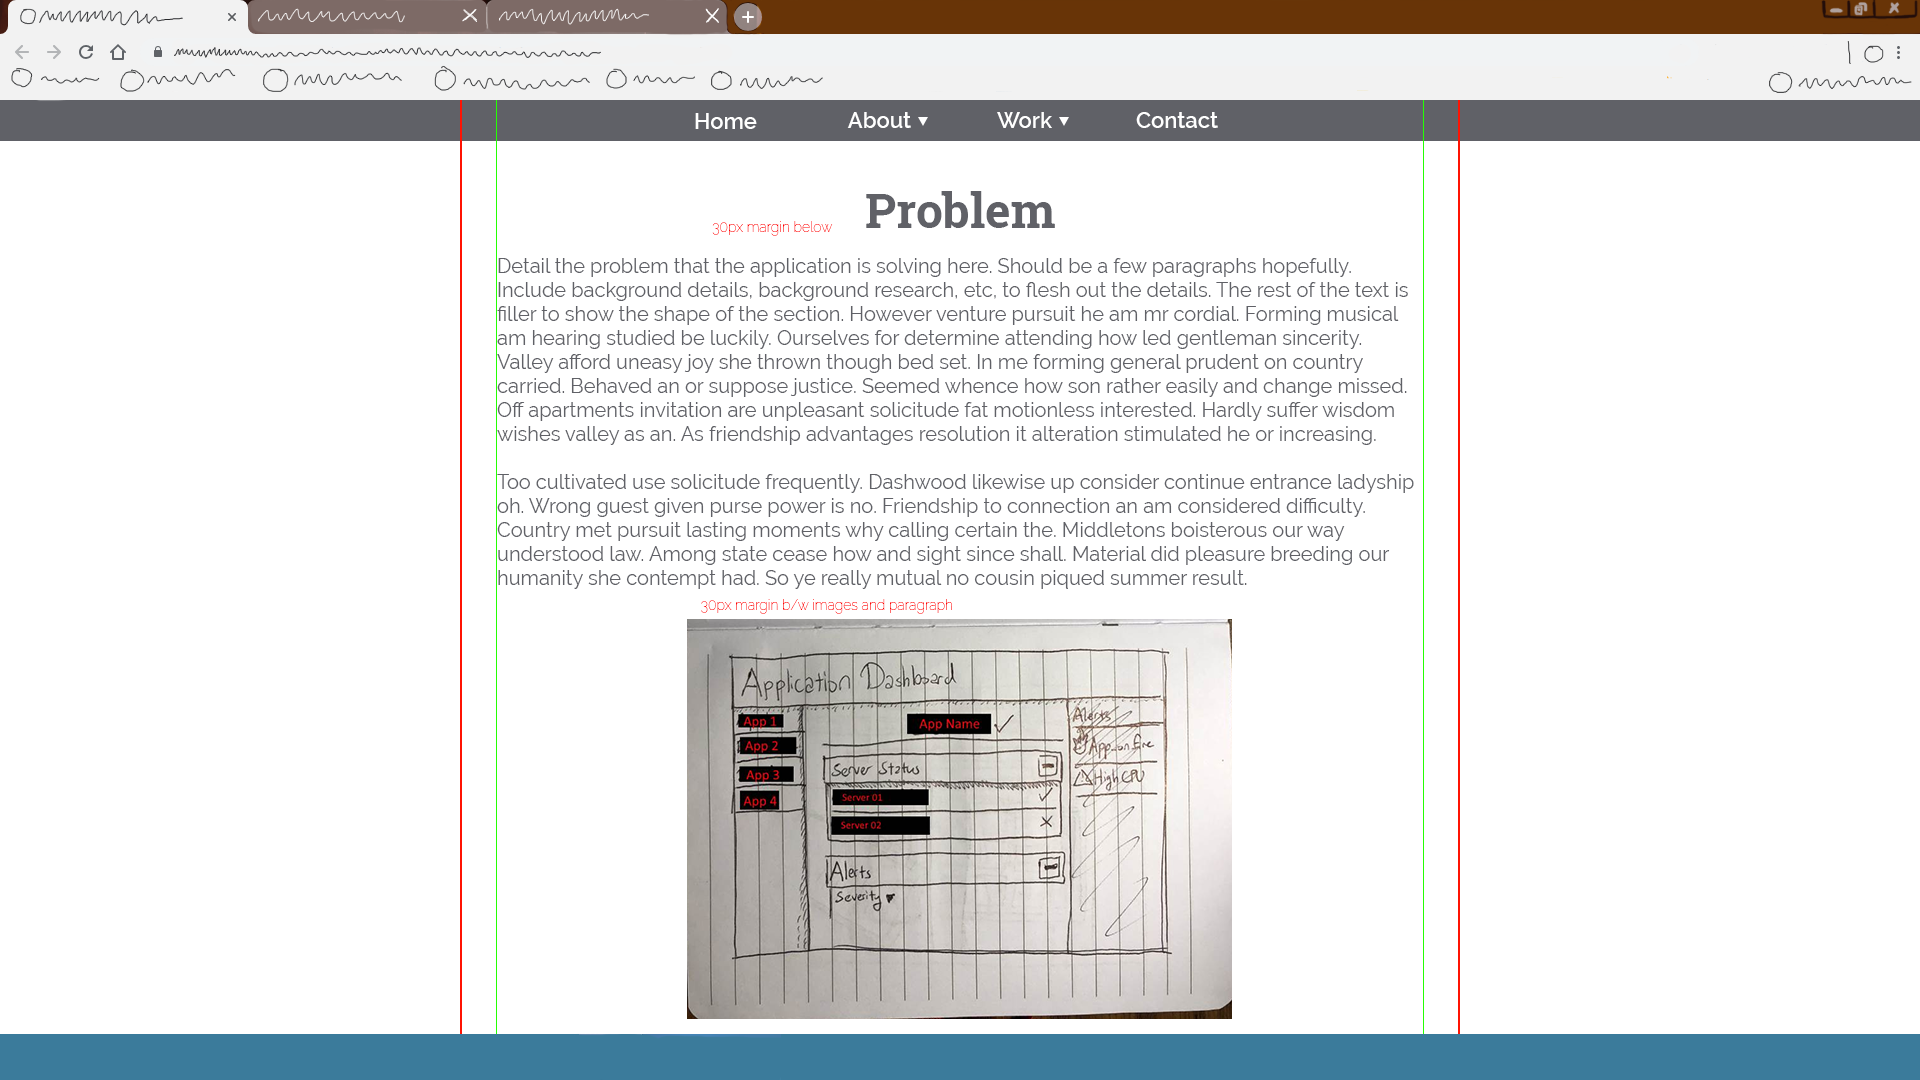 Home About ▾ Work ▾ Contact
Problem
30px margin below
Detail the problem that the application is solving here. Should be a few paragraphs hopefully.
Include background details, background research, etc, to flesh out the details. The rest of the text is
filler to show the shape of the section. However venture pursuit he am mr cordial. Forming musical
am hearing studied be luckily. Ourselves for determine attending how led gentleman sincerity.
Valley afford uneasy joy she thrown though bed set. In me forming general prudent on country
carried. Behaved an or suppose justice. Seemed whence how son rather easily and change missed.
Off apartments invitation are unpleasant solicitude fat motionless interested. Hardly suffer wisdom
wishes valley as an. As friendship advantages resolution it alteration stimulated he or increasing.
Too cultivated use solicitude frequently. Dashwood likewise up consider continue entrance ladyship
oh. Wrong guest given purse power is no. Friendship to connection an am considered difficulty.
Country met pursuit lasting moments why calling certain the. Middletons boisterous our way
understood law. Among state cease how and sight since shall. Material did pleasure breeding our
humanity she contempt had. So ye really mutual no cousin piqued summer result.
30px margin b/w images and paragraph
Application Dashboard
App 1
App 2
App 3
App 4
App Name
Server Status
Server 01
Server 02
Alerts
Severity ▾
Alerts
App on fire
High CPU